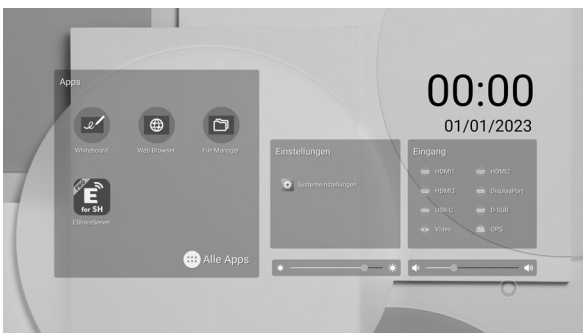 Apps
Whiteboard
Web Browser
File Manager
PRO
E
for SH
EShareServer
Alle Apps
Einstellungen
Systemeinstellungen
00:00
01/01/2023
Eingang
HDMI1 HDMI2
HDMI3 DisplayPort
USB-C D-SUB
Video OPS